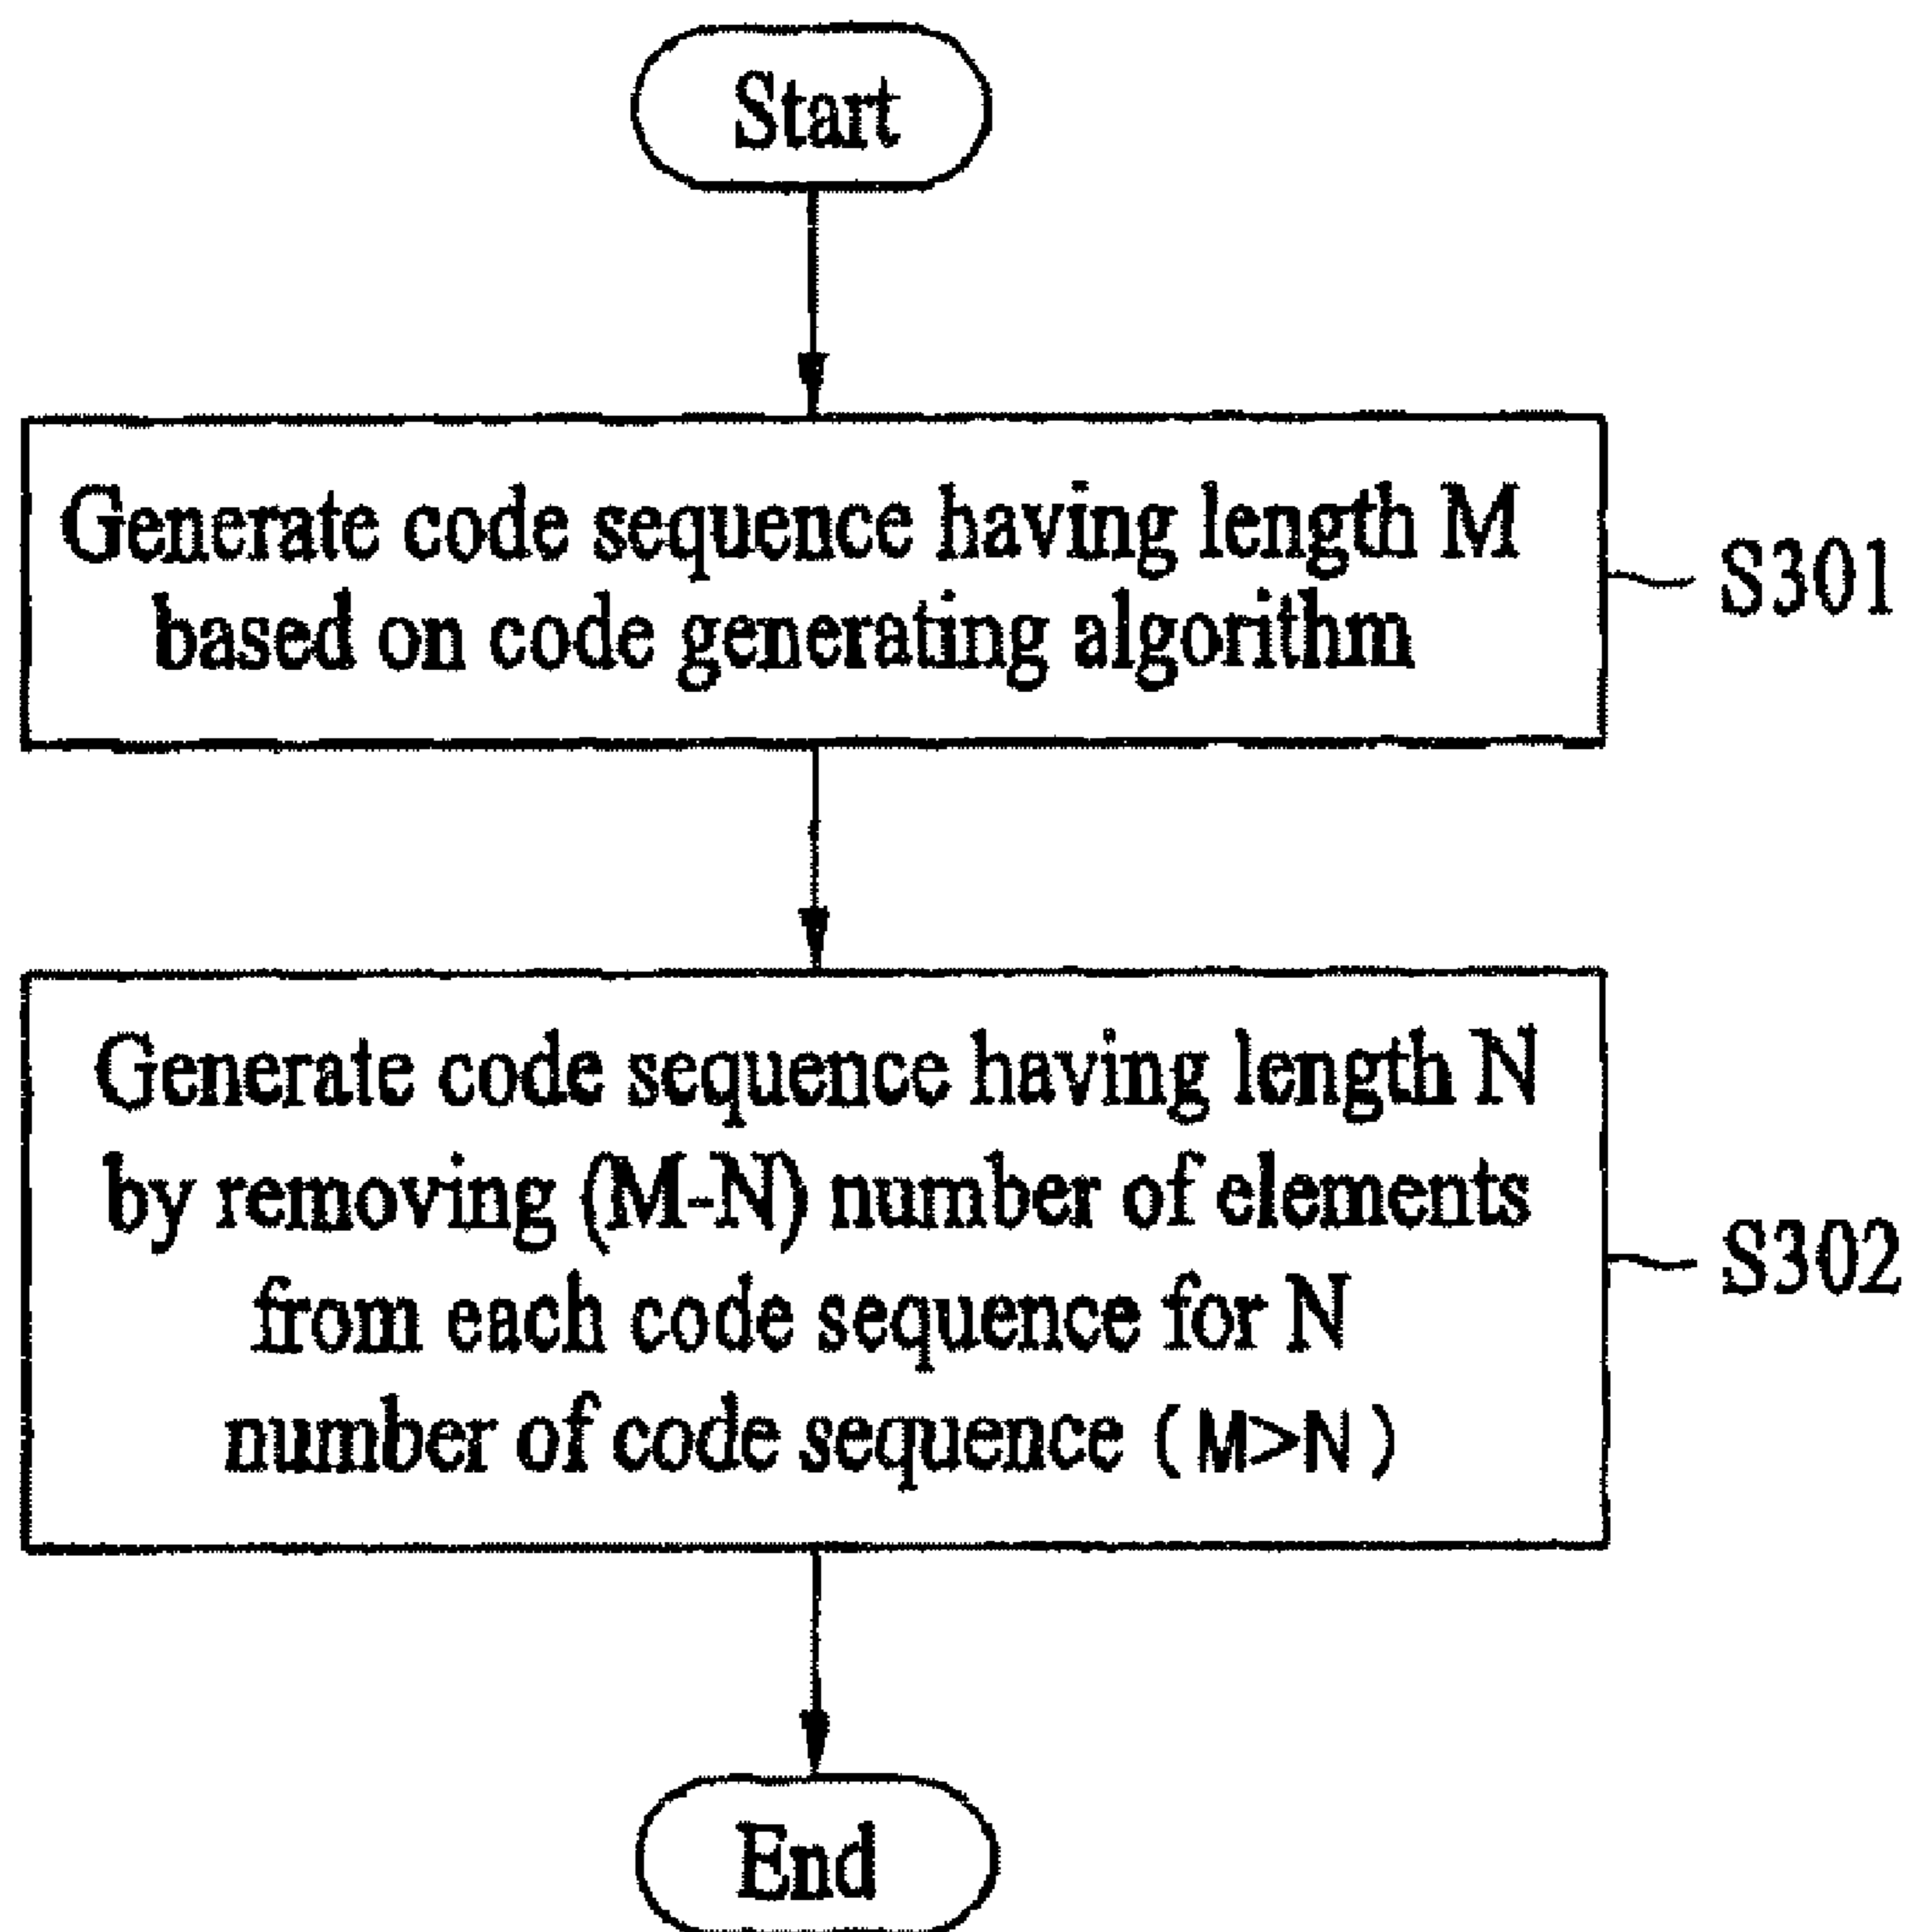 Start
Generate code sequence having length M
based on code generating algorithm
S301
Generate code sequence having length N
by removing (M-N) number of elements
from each code sequence for N
number of code sequence (M>N)
S302
End